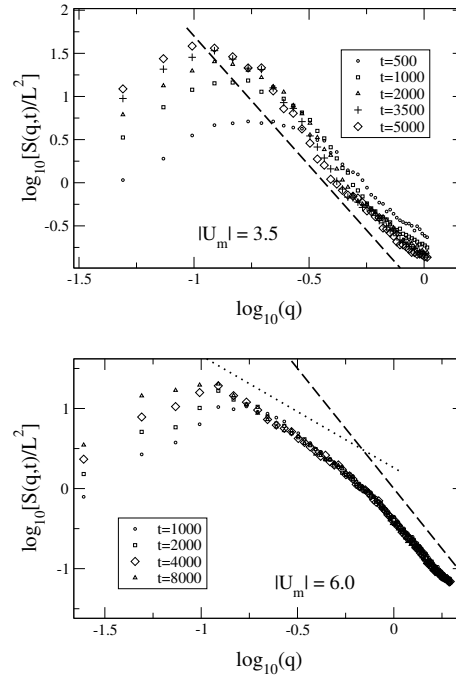 2
1.5
1
0.5
0
-0.5
log10[S(q,t)/L²]
t=500
t=1000
t=2000
t=3500
t=5000
|Uₘ| = 3.5
-1.5 -1 -0.5 0
log10(q)
1
0
-1
log10[S(q,t)/L²]
t=1000
t=2000
t=4000
t=8000
|Uₘ| = 6.0
-1.5 -1 -0.5 0
log10(q)